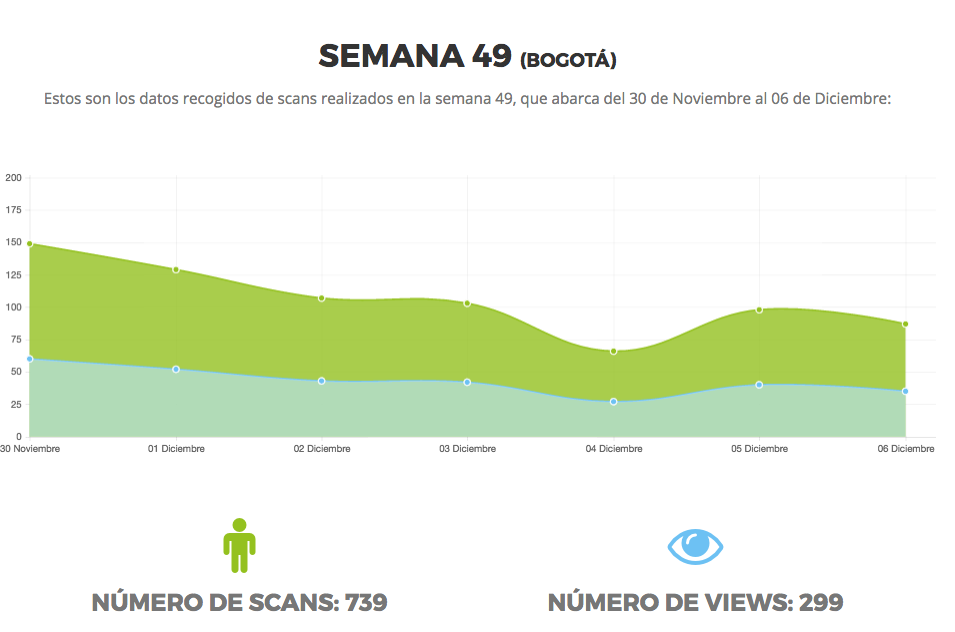 SEMANA 49 (BOGOTÁ)
Estos son los datos recogidos de scans realizados en la semana 49, que abarca del 30 de Noviembre al 06 de Diciembre:
200
175
150
125
100
75
50
25
0
30 Noviembre 01 Diciembre 02 Diciembre 03 Diciembre 04 Diciembre 05 Diciembre 06 Diciembre
NÚMERO DE SCANS: 739 NÚMERO DE VIEWS: 299